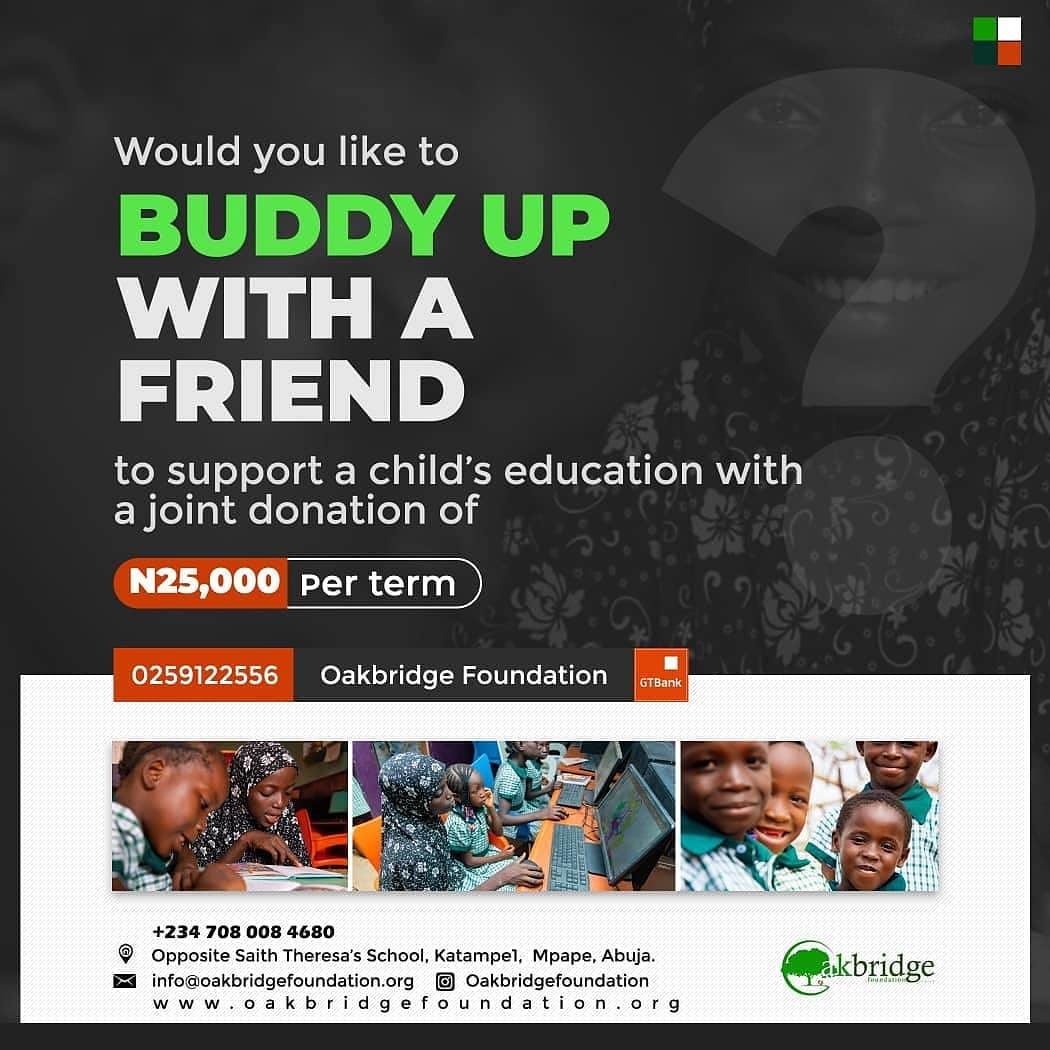 Would you like to
BUDDY UP
WITH A
FRIEND
?
to support a child's education with
a joint donation of
N25,000 Per term
0259122556 Oakbridge Foundation GTBank
+234 708 008 4680
Opposite Saith Theresa's School, Katampe1, Mpape, Abuja.
info@oakbridgefoundation.org Oakbridgefoundation
www.oakbridgefoundation.org
akbridge
foundation